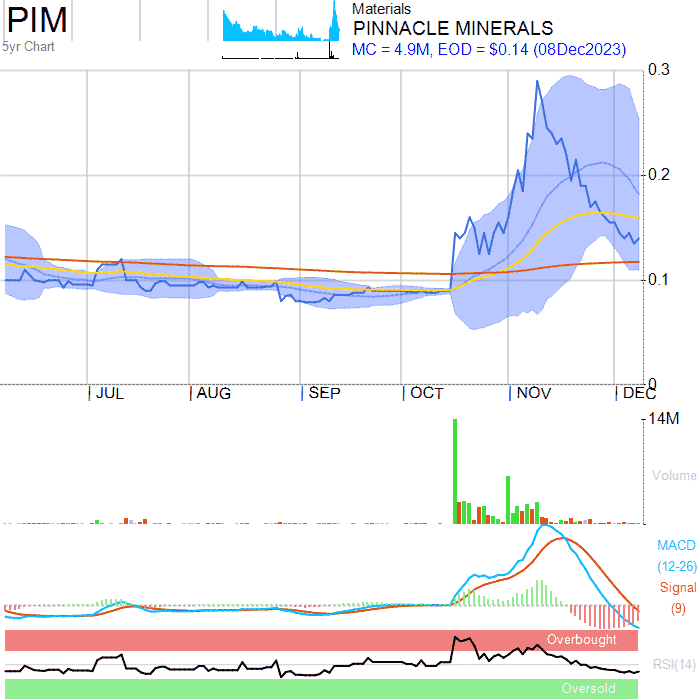 PIM
5yr Chart
Materials
PINNACLE MINERALS
MC = 4.9M, EOD = $0.14 (08Dec2023)
0.3
0.2
0.1
0
JUL AUG SEP OCT NOV DEC
14M
Volume
MACD
(12-26)
Signal
(9)
Overbought
RSI(14)
Oversold